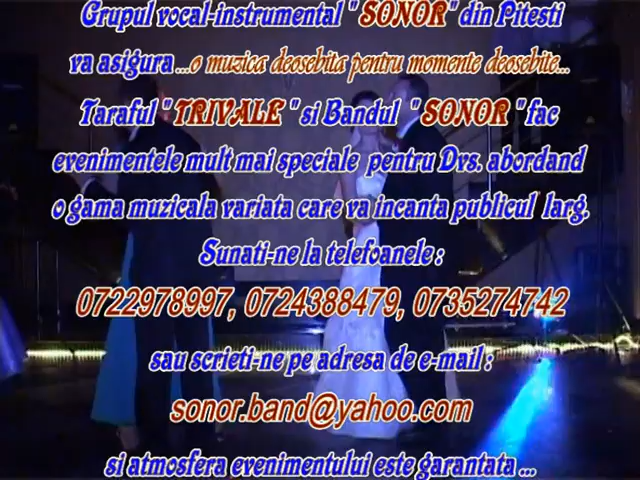 Grupul vocal-instrumental " SONOR " din Pitesti
va asigura ...o muzica deosebita pentru momente deosebite...
Taraful " TRIVALE " si Bandul " SONOR " fac
evenimentele mult mai speciale pentru Dvs. abordand
o gama muzicala variata care va incanta publicul larg.
Sunati-ne la telefoanele :
0722978997, 0724388479, 0735274742
sau scrieti-ne pe adresa de e-mail :
sonor.band@yahoo.com
si atmosfera evenimentului este garantata ...